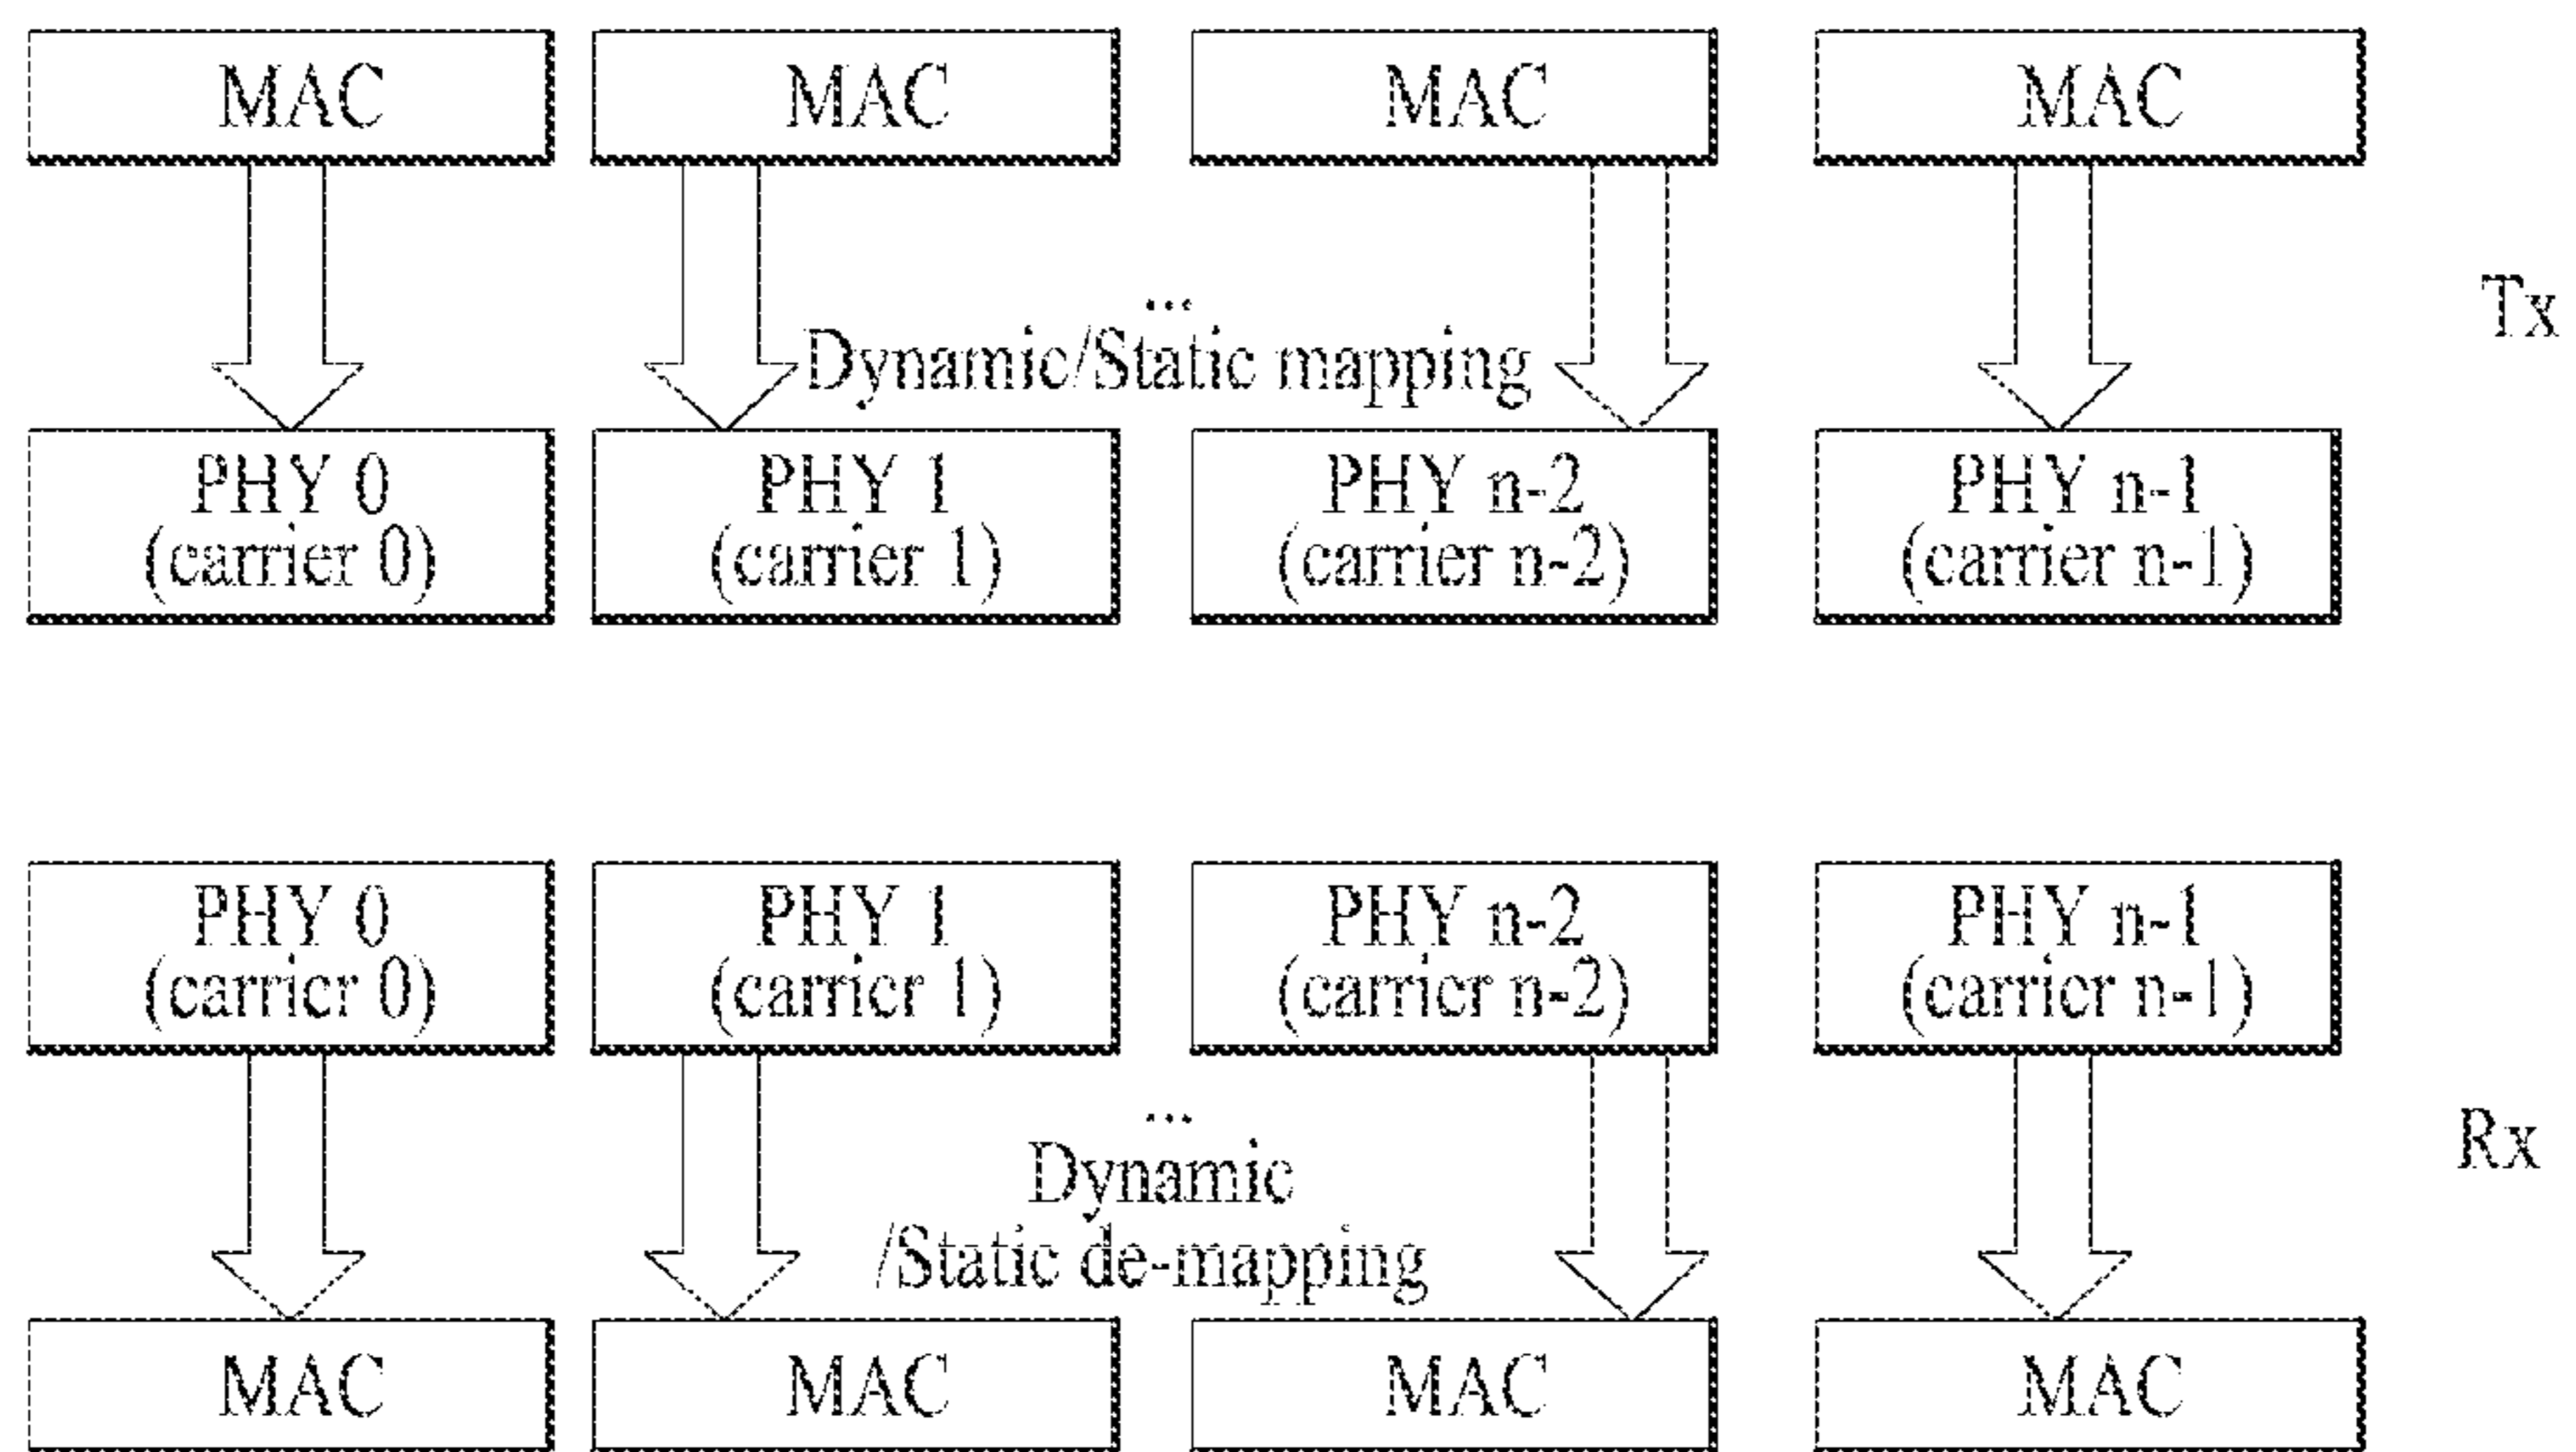 MAC MAC MAC MAC
Tx
...
Dynamic/Static mapping
PHY 0 PHY 1 PHY n-2 PHY n-1
(carrier 0) (carrier 1) (carrier n-2) (carrier n-1)
PHY 0 PHY 1 PHY n-2 PHY n-1
(carrier 0) (carrier 1) (carrier n-2) (carrier n-1)
...
Rx
Dynamic
/Static de-mapping
MAC MAC MAC MAC